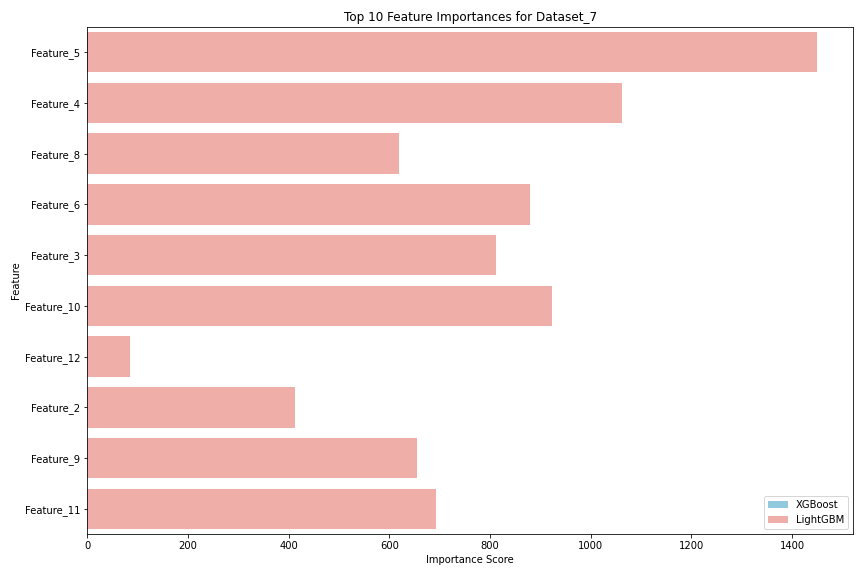 Top 10 Feature Importances for Dataset_7
Feature_5
Feature_4
Feature_8
Feature_6
Feature_3
Feature_10
Feature_12
Feature_2
Feature_9
Feature_11
Feature
XGBoost
LightGBM
0 200 400 600 800 1000 1200 1400
Importance Score